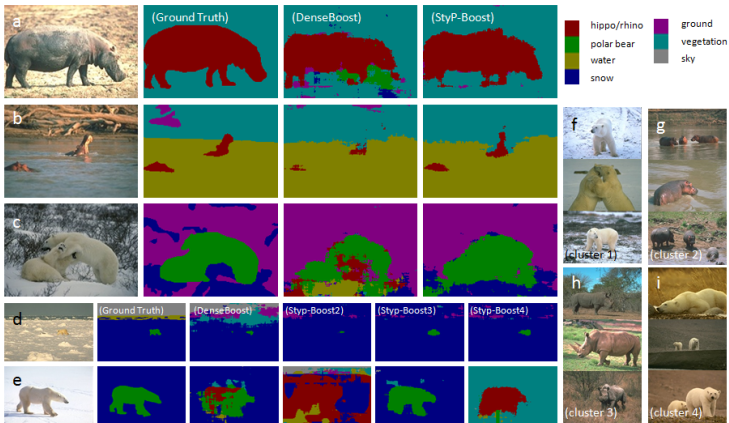 a
(Ground Truth)
(DenseBoost)
(StyP-Boost)
hippo/rhino
polar bear
water
snow
ground
vegetation
sky
b
c
d
(Ground Truth)
(DenseBoost)
(Styp-Boost2)
(Styp-Boost3)
(Styp-Boost4)
e
f
(cluster 1)
g
(cluster 2)
h
(cluster 3)
i
(cluster 4)